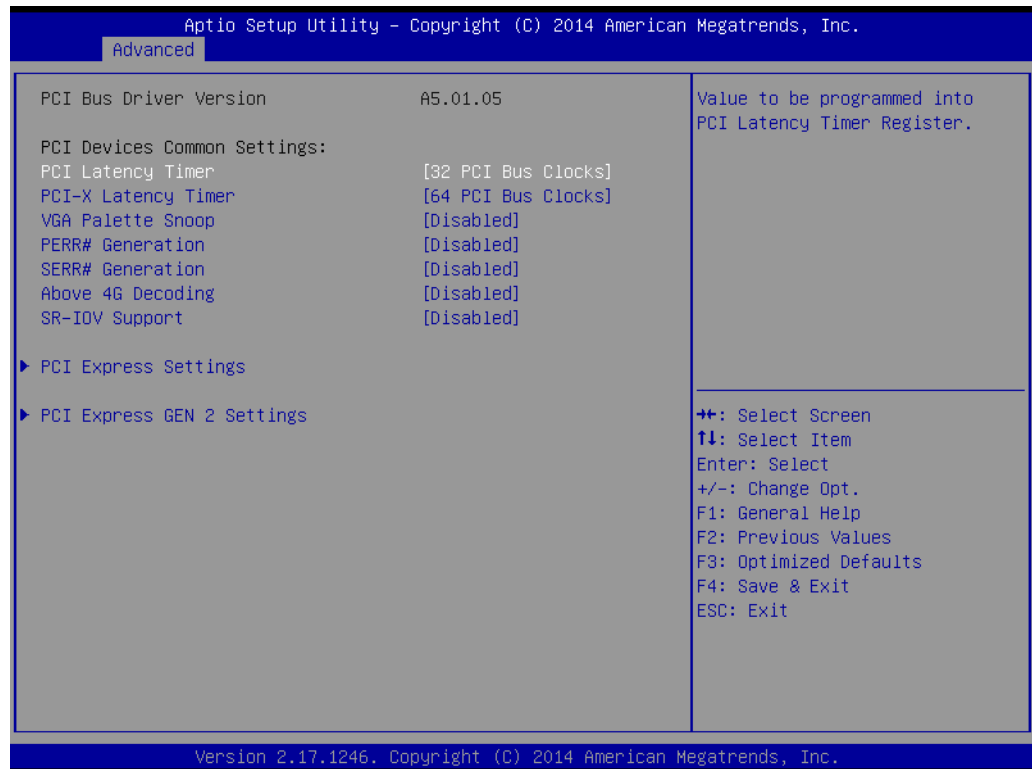 Aptio Setup Utility – Copyright (C) 2014 American Megatrends, Inc.
Advanced
PCI Bus Driver Version A5.01.05
PCI Devices Common Settings:
PCI Latency Timer [32 PCI Bus Clocks]
PCI-X Latency Timer [64 PCI Bus Clocks]
VGA Palette Snoop [Disabled]
PERR# Generation [Disabled]
SERR# Generation [Disabled]
Above 4G Decoding [Disabled]
SR-IOV Support [Disabled]
▶ PCI Express Settings
▶ PCI Express GEN 2 Settings
Value to be programmed into
PCI Latency Timer Register.
→←: Select Screen
↑↓: Select Item
Enter: Select
+/-: Change Opt.
F1: General Help
F2: Previous Values
F3: Optimized Defaults
F4: Save & Exit
ESC: Exit
Version 2.17.1246. Copyright (C) 2014 American Megatrends, Inc.